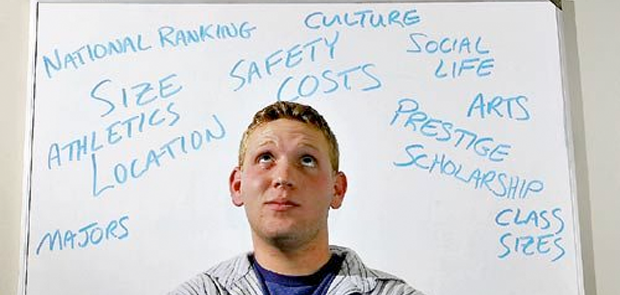 NATIONAL RANKING
CULTURE
SOCIAL
LIFE
SAFETY
COSTS
SIZE
ATHLETICS
LOCATION
ARTS
PRESTIGE
SCHOLARSHIP
MAJORS
CLASS
SIZES